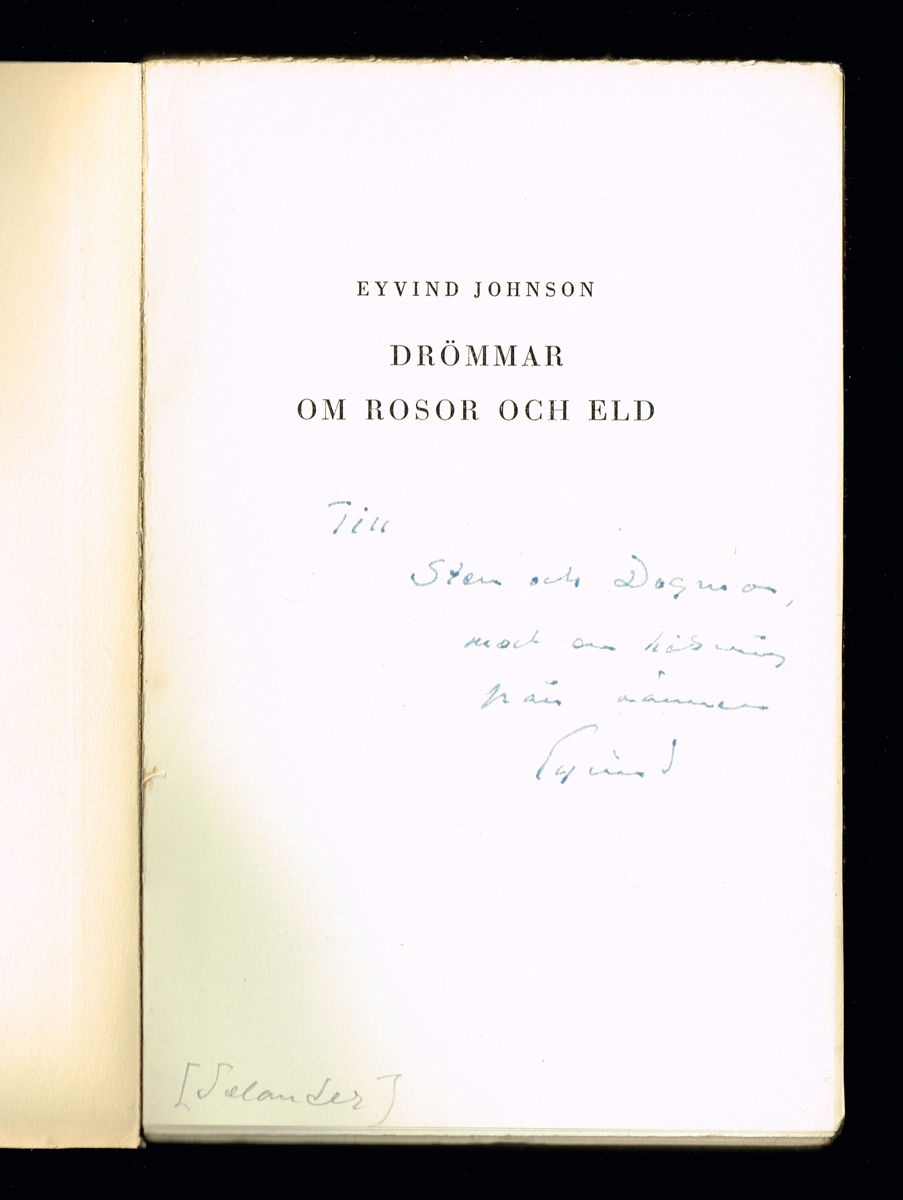 EYVIND JOHNSON
DRÖMMAR
OM ROSOR OCH ELD
Till
Sten och Dagmar,
med en hälsning
från vännen
Eyvind
[Selander]